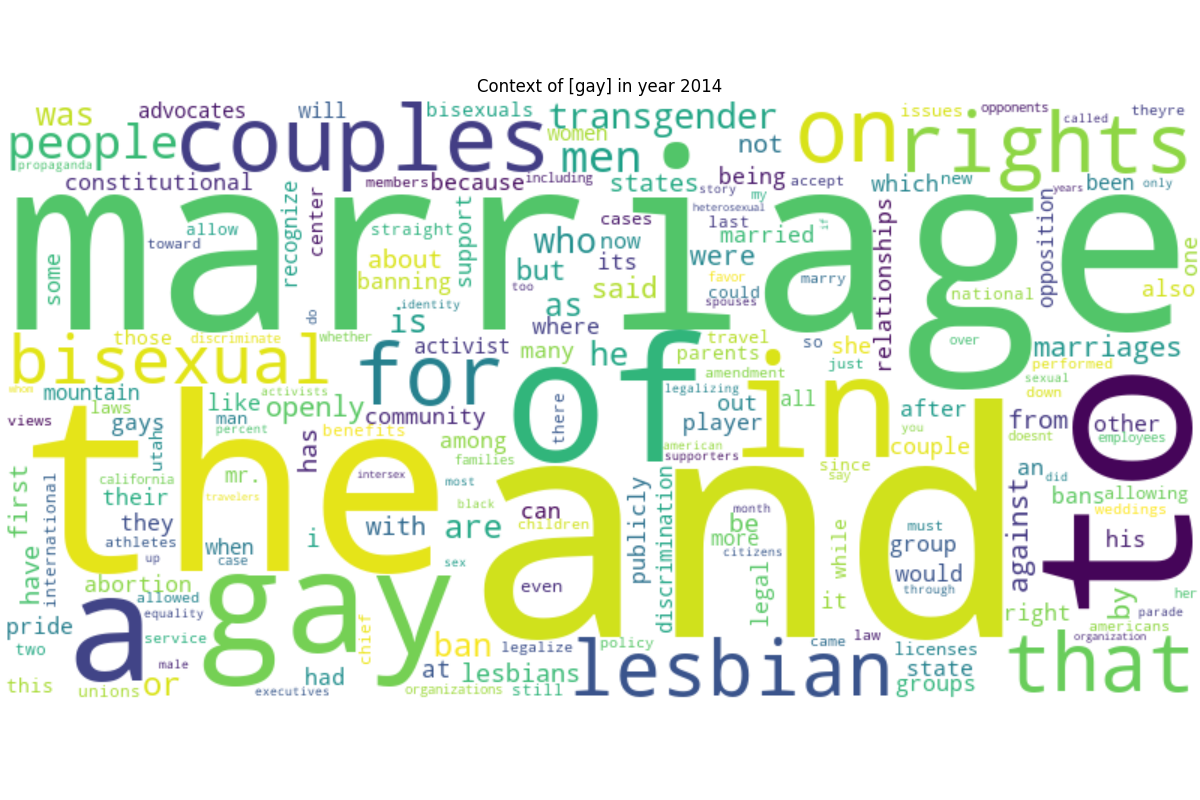 Context of [gay] in year 2014
was advocates will bisexuals transgender on issues opponents theyre
people couples women men not rights called
propaganda
constitutional members because including states being accept which new been years only
story my
heterosexual
marriage
some toward allow recognize center straight support who now cases last married if relationships opposition one
about but its were marry national also
banning too as said favor could
identity spouses
do is where
those discriminate whether activist many he travel so she over marriages
bisexual for of parents just performed
amendment in sexual
whom mountain activists legalizing out all down
laws like openly community there player after from to other
views gays man has american couple doesnt employees
percent benefits among supporters you
utah families since an did
the and say
california mr. intersex most discrimination against bans allowing
first their travelers black publicly month weddings
international they with are can children be must his
athletes i more while group
have up when case sex even citizens would
legal through
abortion a gay it right by her
allowed parade
pride equality americans
two service chief ban legalize policy came law licenses organization
male at lesbians lesbian state that
this unions or had executives organizations still groups